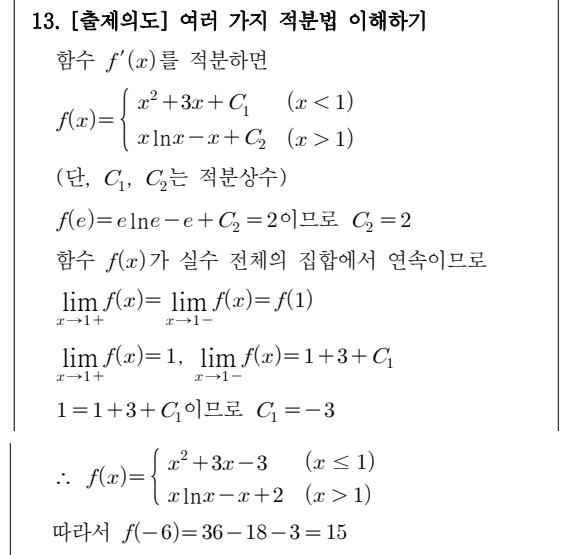 13. [출제의도] 여러 가지 적분법 이해하기
함수 f′(x)를 적분하면
f(x)={ x²+3x+C₁ (x<1)
xlnx−x+C₂ (x>1)
(단, C₁, C₂는 적분상수)
f(e)=elne−e+C₂=2이므로 C₂=2
함수 f(x)가 실수 전체의 집합에서 연속이므로
lim_{x→1+} f(x)= lim_{x→1−} f(x)=f(1)
lim_{x→1+} f(x)=1, lim_{x→1−} f(x)=1+3+C₁
1=1+3+C₁이므로 C₁=−3
∴ f(x)={ x²+3x−3 (x≤1)
xlnx−x+2 (x>1)
따라서 f(−6)=36−18−3=15